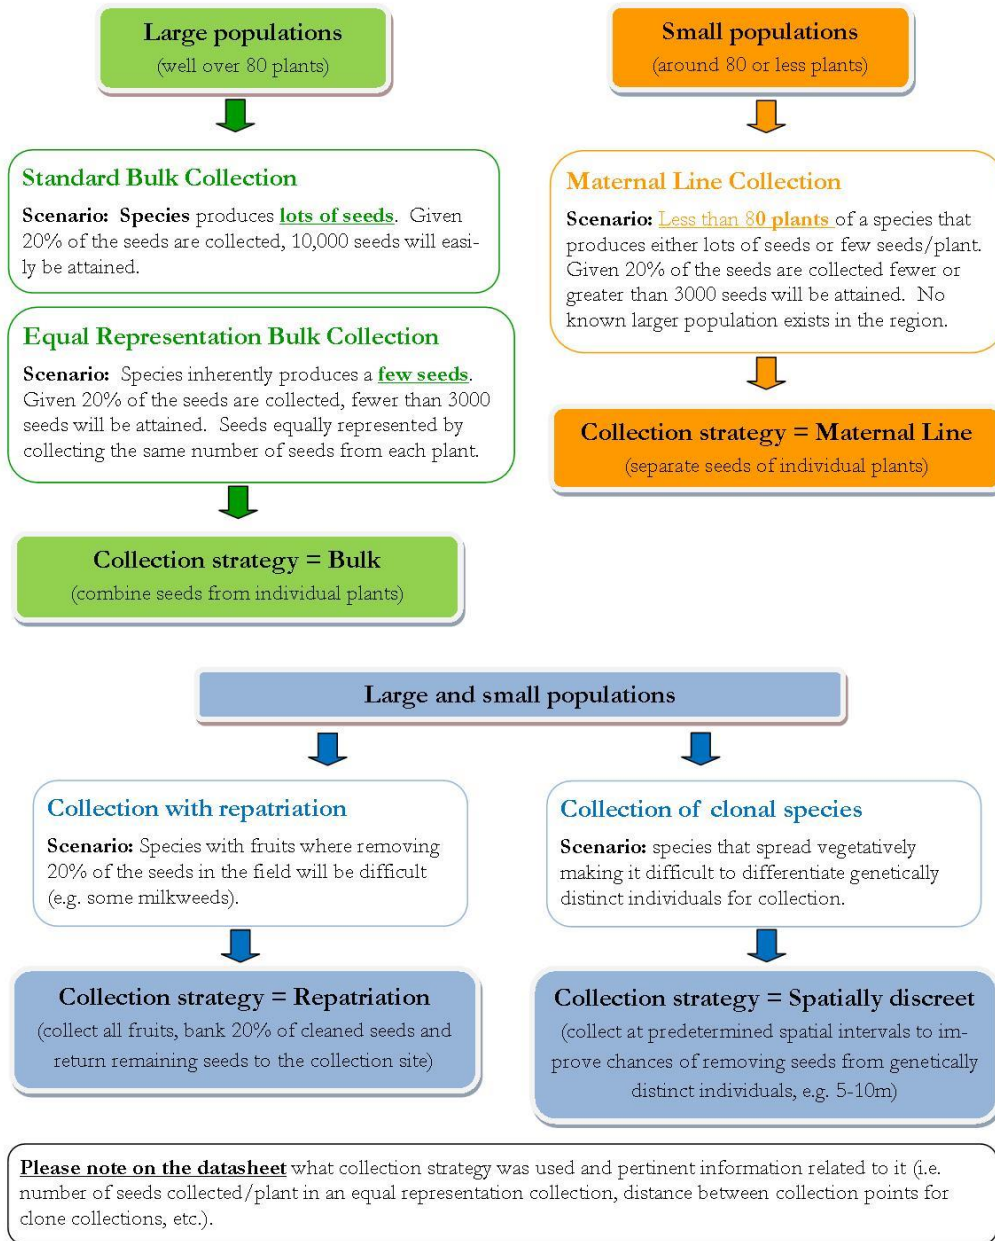 Large populations
(well over 80 plants)
Standard Bulk Collection
Scenario: Species produces lots of seeds. Given
20% of the seeds are collected, 10,000 seeds will easi-
ly be attained.
Equal Representation Bulk Collection
Scenario: Species inherently produces a few seeds.
Given 20% of the seeds are collected, fewer than 3000
seeds will be attained. Seeds equally represented by
collecting the same number of seeds from each plant.
Collection strategy = Bulk
(combine seeds from individual plants)
Small populations
(around 80 or less plants)
Maternal Line Collection
Scenario: Less than 80 plants of a species that
produces either lots of seeds or few seeds/plant.
Given 20% of the seeds are collected fewer or
greater than 3000 seeds will be attained. No
known larger population exists in the region.
Collection strategy = Maternal Line
(separate seeds of individual plants)
Large and small populations
Collection with repatriation
Scenario: Species with fruits where removing
20% of the seeds in the field will be difficult
(e.g. some milkweeds).
Collection strategy = Repatriation
(collect all fruits, bank 20% of cleaned seeds and
return remaining seeds to the collection site)
Collection of clonal species
Scenario: species that spread vegetatively
making it difficult to differentiate genetically
distinct individuals for collection.
Collection strategy = Spatially discreet
(collect at predetermined spatial intervals to im-
prove chances of removing seeds from genetically
distinct individuals, e.g. 5-10m)
Please note on the datasheet what collection strategy was used and pertinent information related to it (i.e.
number of seeds collected/plant in an equal representation collection, distance between collection points for
clone collections, etc.).